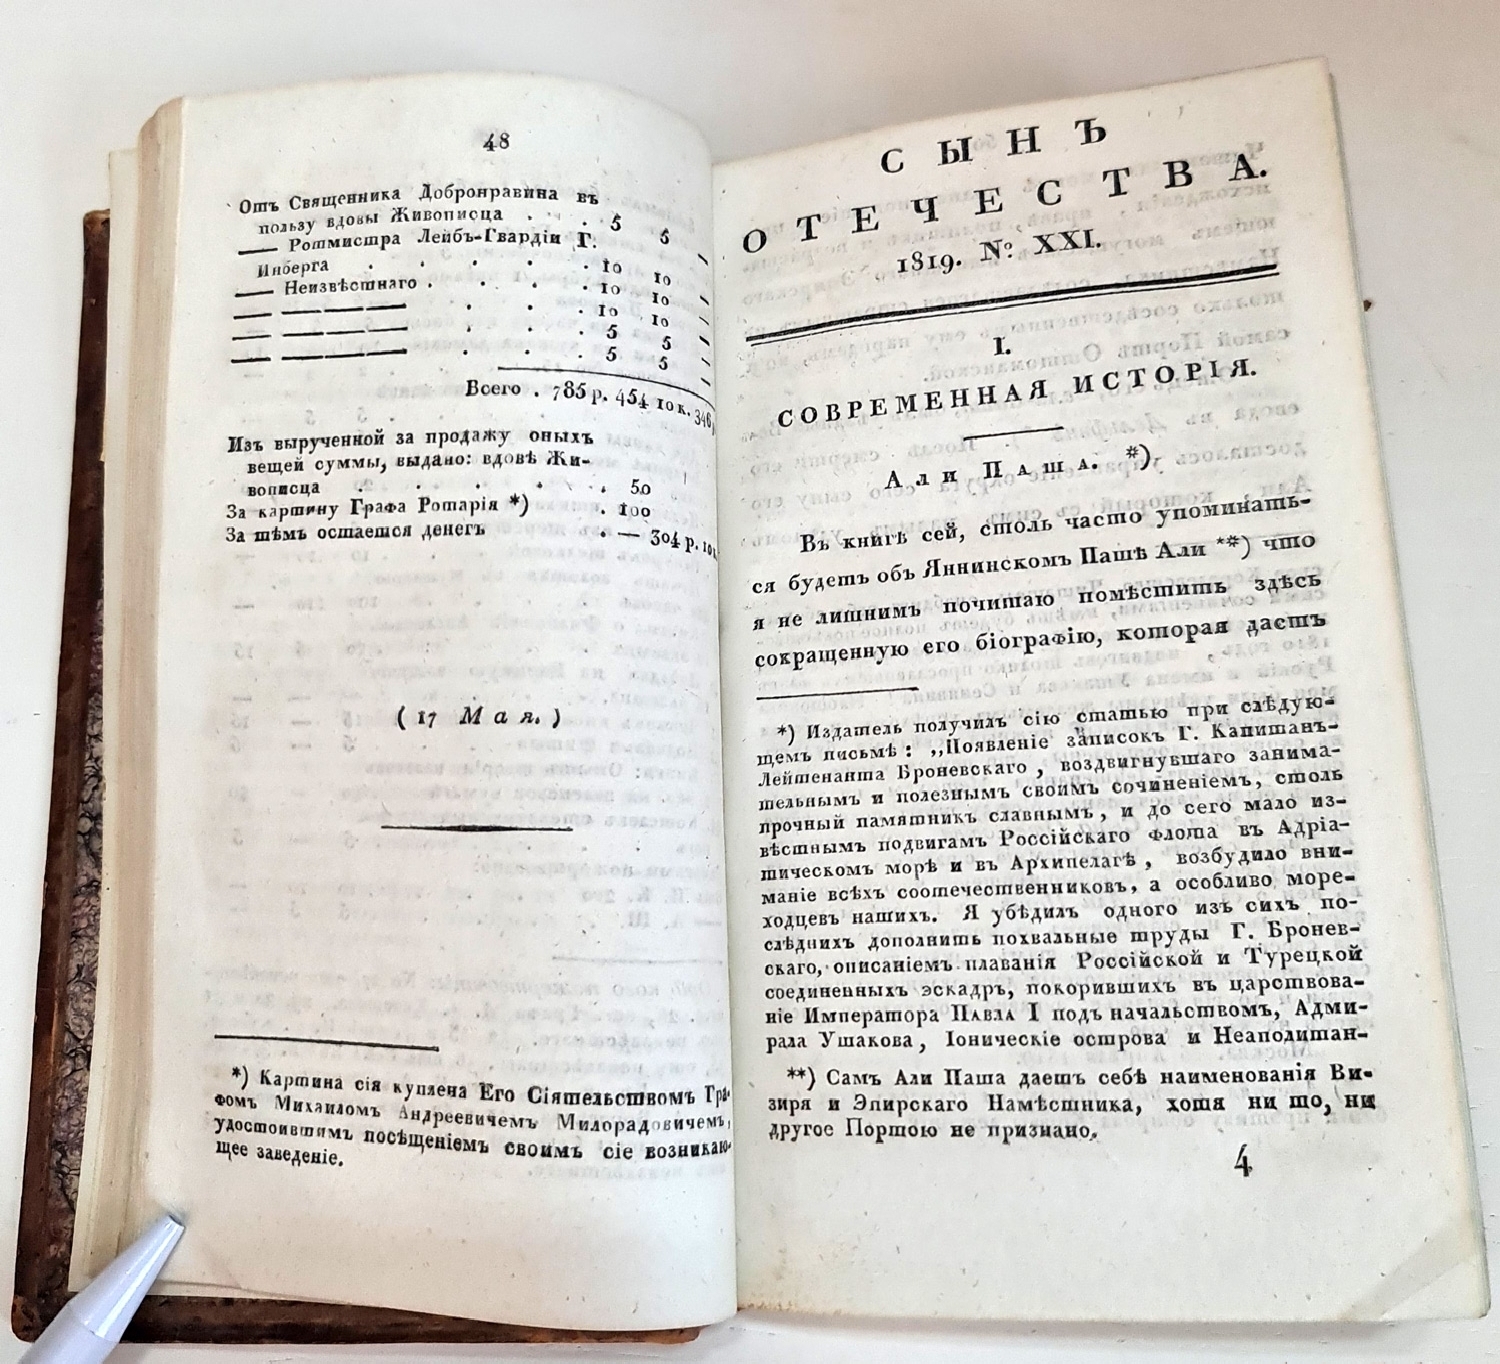 48
Отъ Священника Добронравина въ
пользу вдовы Живописца . . . 5 5 „
— Ротмистра Лейбъ-Гвардіи Г.
Инберга . . . . . 10 10 „
— Неизвѣстнаго . . . . 10 10 „
— — — — — . . . 10 10 „
— — — — — . . . 5 5 „
— — — — — . . . 5 5 „
Всего . 785 р. 454 10 к. 346
Изъ вырученной за продажу оныхъ
вещей суммы, выдано: вдовѣ Жи-
вописца . . . . . 50
За картину Графа Ротарія *) . 100
За тѣмъ остается денегъ . — 304 р. 10 к.
(17 Мая.)
*) Картина сія куплена Его Сіятельствомъ Гра-
фомъ Михаиломъ Андреевичемъ Милорадовичемъ,
удостоившимъ посѣщеніемъ своимъ сіе возникаю-
щее заведеніе.
СЫНЪ
ОТЕЧЕСТВА.
1819. No. XXI.
I.
СОВРЕМЕННАЯ ИСТОРІЯ.
Али Паша. *)
Въ книгѣ сей, столь часто упоминать-
ся будетъ объ Яннинскомъ Пашѣ Али **) что
я не лишнимъ почитаю помѣстить здѣсь
сокращенную его біографію, которая даетъ
*) Издатель получилъ сію статью при слѣдую-
щемъ письмѣ: „Появленіе записокъ Г. Капитанъ-
Лейтенанта Броневскаго, воздвигнувшаго занима-
тельнымъ и полезнымъ своимъ сочиненіемъ, столь
прочный памятникъ славнымъ, и до сего мало из-
вѣстнымъ подвигамъ Россійскаго Флота въ Адріа-
тическомъ морѣ и въ Архипелагѣ, возбудило вни-
маніе всѣхъ соотечественниковъ, а особливо море-
ходцевъ нашихъ. Я убѣдилъ одного изъ сихъ по-
слѣднихъ дополнить похвальные труды Г. Бронев-
скаго, описаніемъ плаванія Россійской и Турецкой
соединенныхъ эскадръ, покорившихъ въ царствова-
ніе Императора Павла I подъ начальствомъ, Адми-
рала Ушакова, Іоническіе острова и Неаполитан-
**) Самъ Али Паша даетъ себѣ наименованія Ви-
зиря и Эпирскаго Намѣстника, хотя ни то, ни
другое Портою не признано.
4